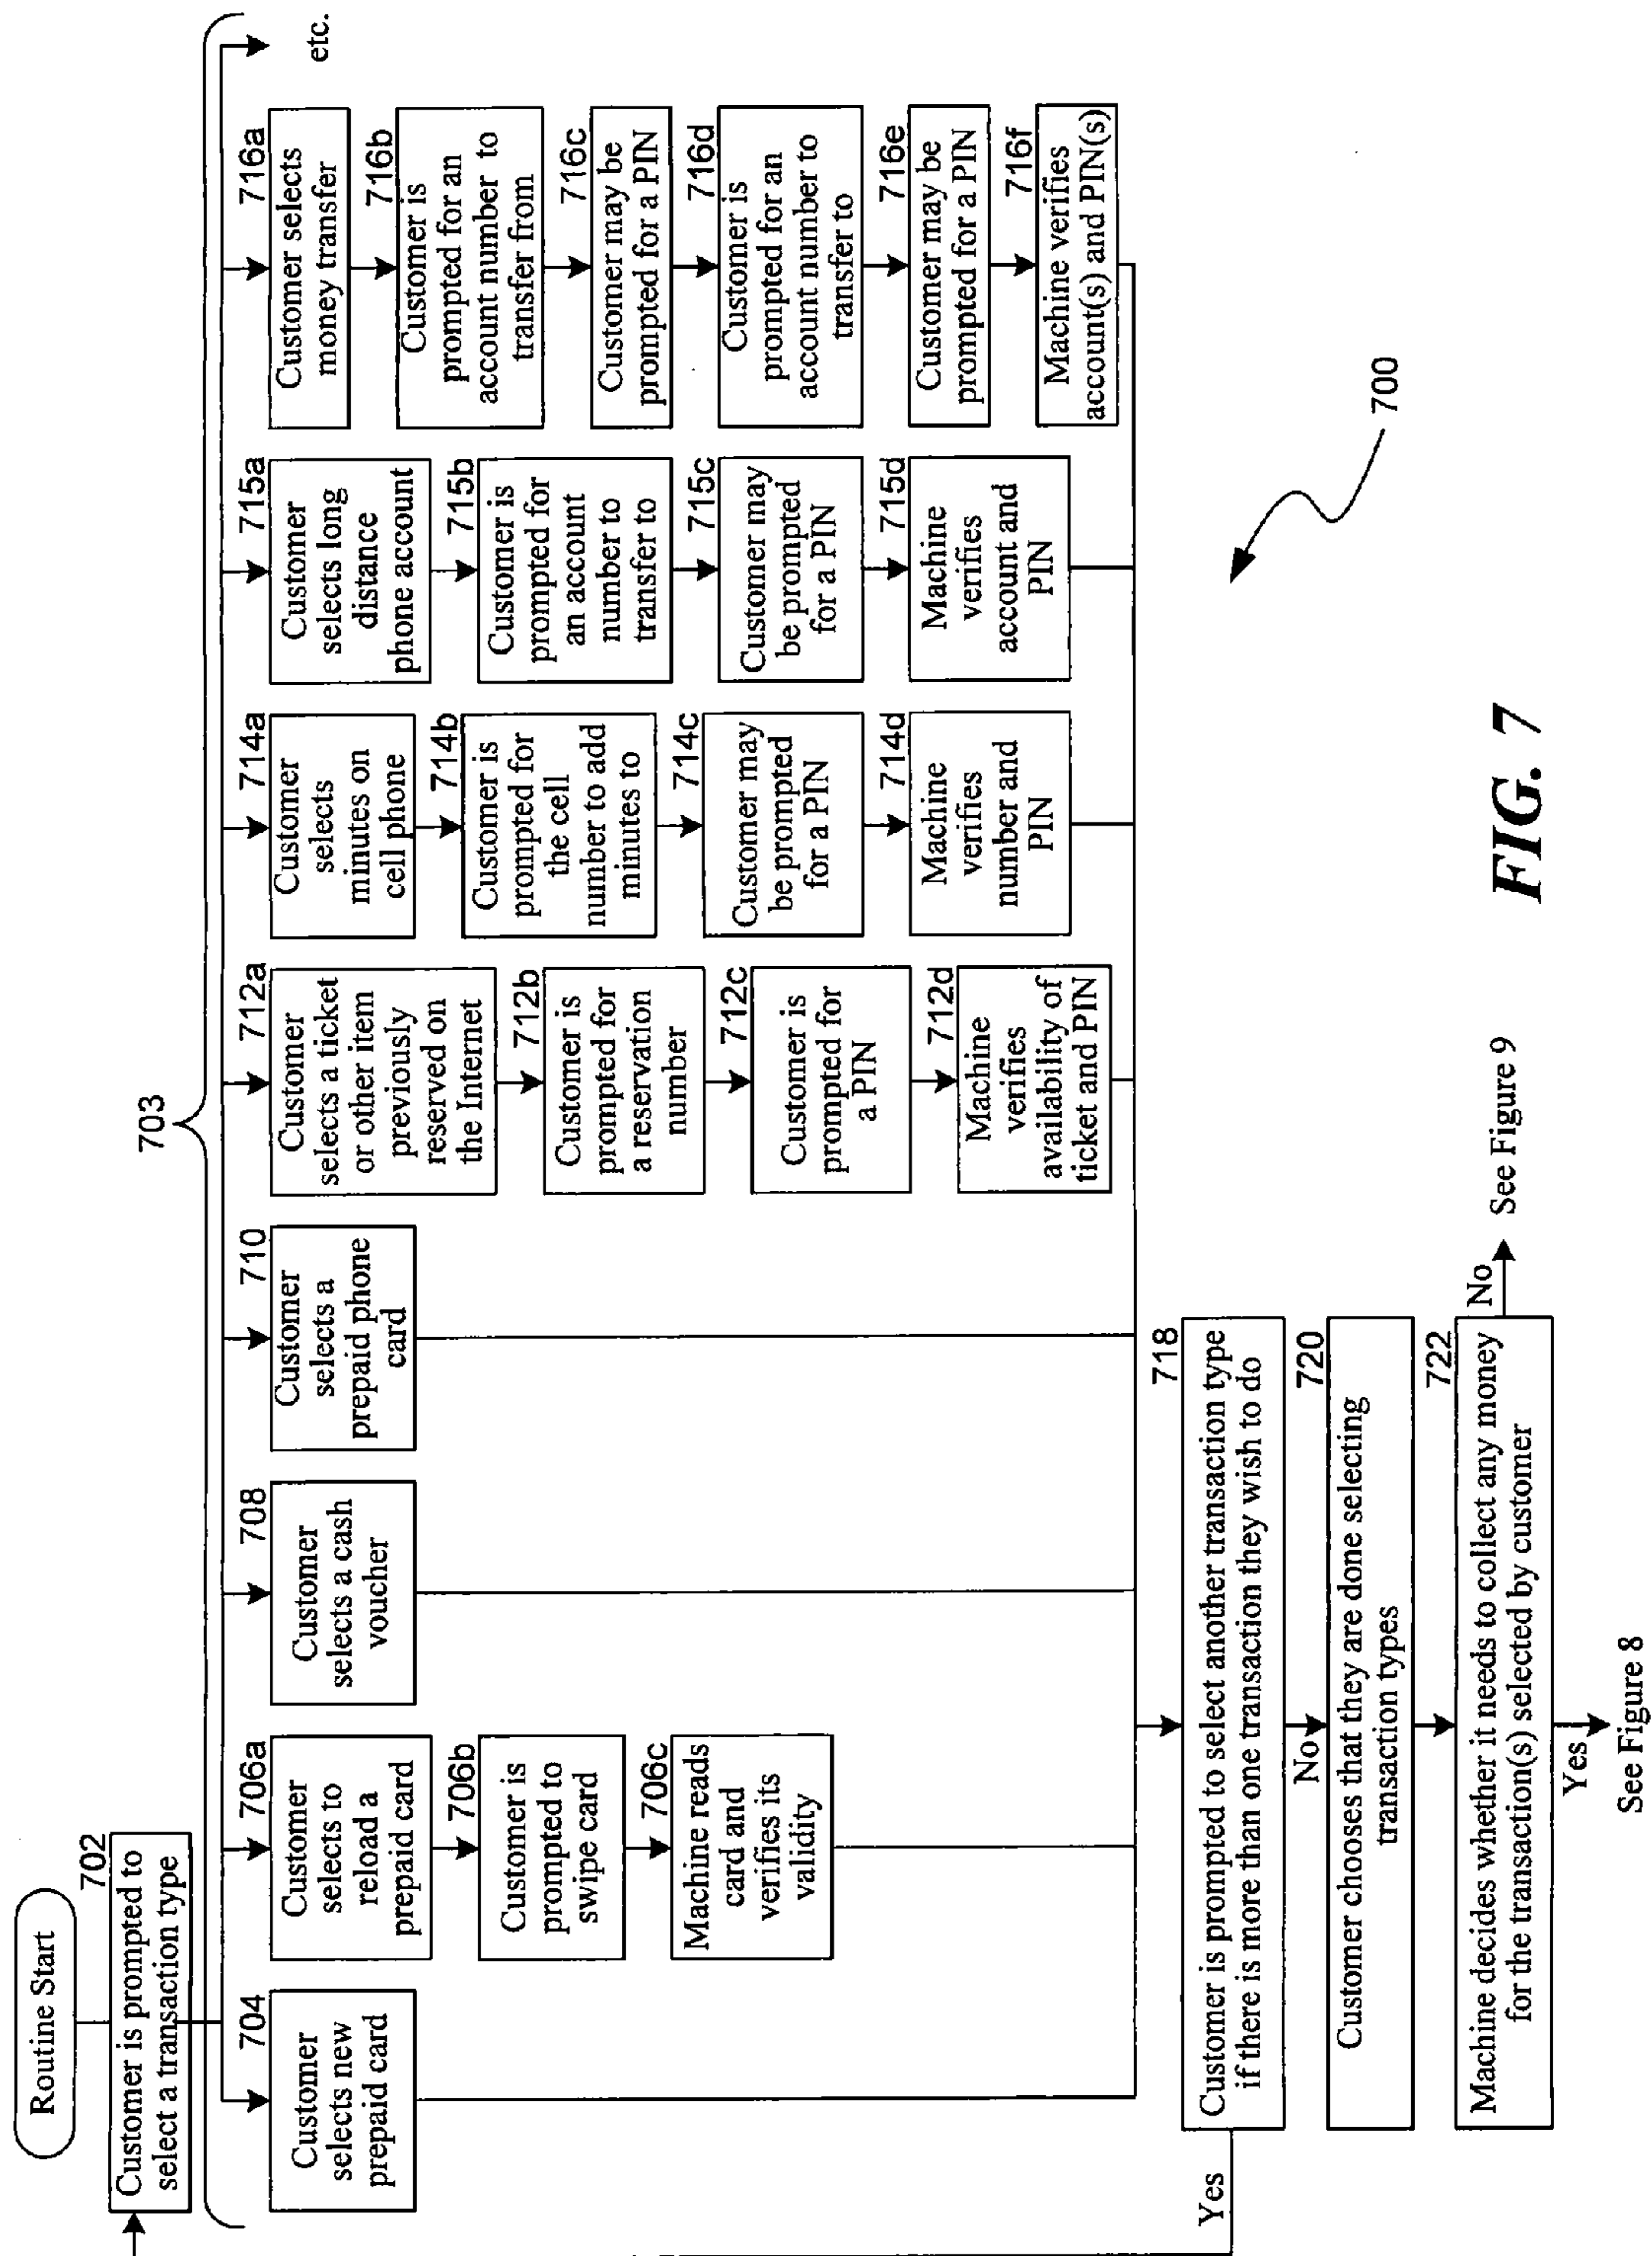 Routine Start
702
Customer is prompted to
select a transaction type
703
704
Customer
selects new
prepaid card
706a
Customer
selects to
reload a
prepaid card
706b
Customer is
prompted to
swipe card
706c
Machine reads
card and
verifies its
validity
708
Customer
selects a cash
voucher
710
Customer
selects a
prepaid phone
card
712a
Customer
selects a ticket
or other item
previously
reserved on
the Internet
712b
Customer is
prompted for
a reservation
number
712c
Customer is
prompted for
a PIN
712d
Machine
verifies
availability of
ticket and PIN
714a
Customer
selects
minutes on
cell phone
714b
Customer is
prompted for
the cell
number to add
minutes to
714c
Customer may
be prompted
for a PIN
714d
Machine
verifies
number and
PIN
715a
Customer
selects long
distance
phone account
715b
Customer is
prompted for
an account
number to
transfer to
715c
Customer may
be prompted
for a PIN
715d
Machine
verifies
account and
PIN
716a
Customer selects
money transfer
716b
Customer is
prompted for an
account number to
transfer from
716c
Customer may be
prompted for a PIN
716d
Customer is
prompted for an
account number to
transfer to
716e
Customer may be
prompted for a PIN
716f
Machine verifies
account(s) and PIN(s)
etc.
718
Customer is prompted to select another transaction type
if there is more than one transaction they wish to do
Yes
No
720
Customer chooses that they are done selecting
transaction types
722
Machine decides whether it needs to collect any money
for the transaction(s) selected by customer
No
See Figure 9
Yes
See Figure 8
700
FIG. 7